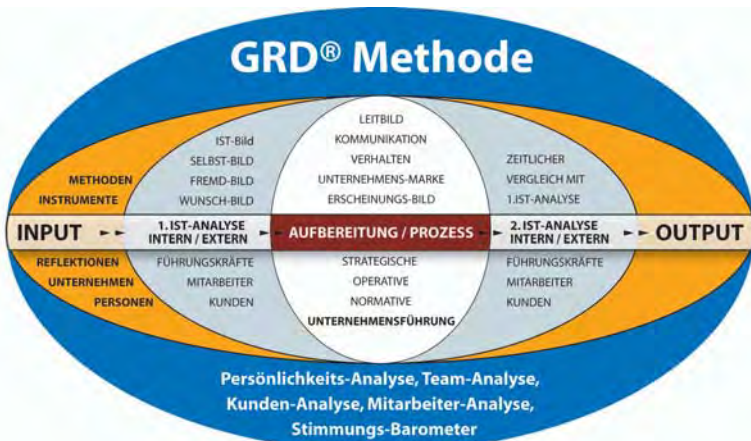 GRD® Methode
LEITBILD
KOMMUNIKATION
VERHALTEN
UNTERNEHMENS-MARKE
ERSCHEINUNGS-BILD
IST-Bild
SELBST-BILD
FREMD-BILD
WUNSCH-BILD
METHODEN
INSTRUMENTE
ZEITLICHER
VERGLEICH MIT
1.IST-ANALYSE
INPUT
1. IST-ANALYSE
INTERN / EXTERN
AUFBEREITUNG / PROZESS
2. IST-ANALYSE
INTERN / EXTERN
OUTPUT
REFLEKTIONEN
UNTERNEHMEN
PERSONEN
FÜHRUNGSKRÄFTE
MITARBEITER
KUNDEN
STRATEGISCHE
OPERATIVE
NORMATIVE
UNTERNEHMENSFÜHRUNG
FÜHRUNGSKRÄFTE
MITARBEITER
KUNDEN
Persönlichkeits-Analyse, Team-Analyse,
Kunden-Analyse, Mitarbeiter-Analyse,
Stimmungs-Barometer